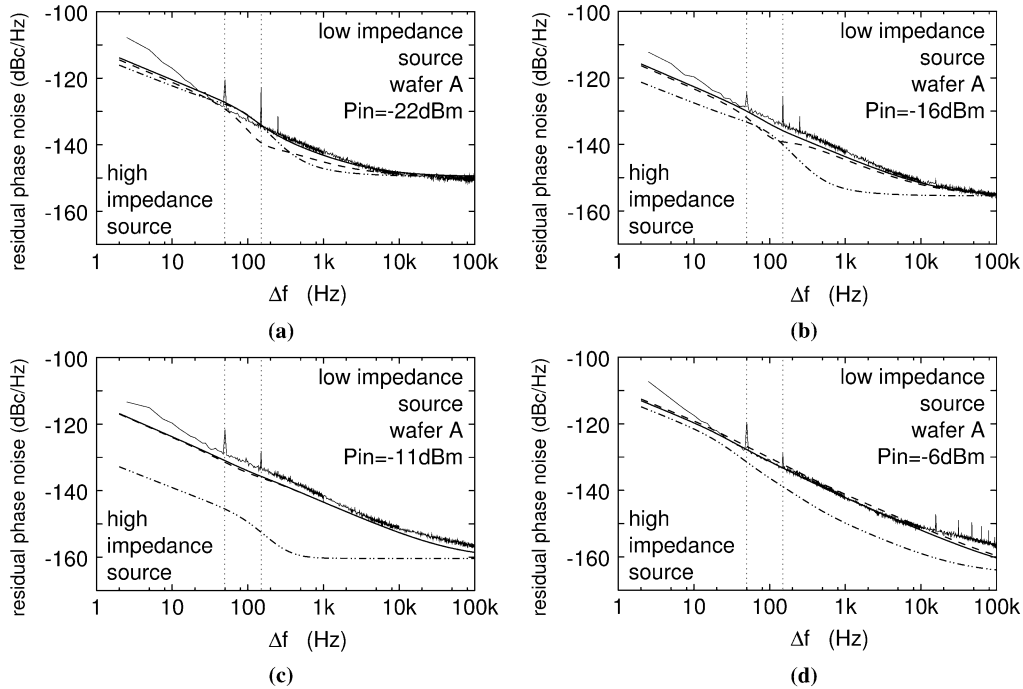 -100
-120
-140
-160
residual phase noise (dBc/Hz)
low impedance
source
wafer A
Pin=-22dBm
high
impedance
source
1 10 100 1k 10k 100k
Δf (Hz)
(a)
-100
-120
-140
-160
residual phase noise (dBc/Hz)
low impedance
source
wafer A
Pin=-16dBm
high
impedance
source
1 10 100 1k 10k 100k
Δf (Hz)
(b)
-100
-120
-140
-160
residual phase noise (dBc/Hz)
low impedance
source
wafer A
Pin=-11dBm
high
impedance
source
1 10 100 1k 10k 100k
Δf (Hz)
(c)
-100
-120
-140
-160
residual phase noise (dBc/Hz)
low impedance
source
wafer A
Pin=-6dBm
high
impedance
source
1 10 100 1k 10k 100k
Δf (Hz)
(d)